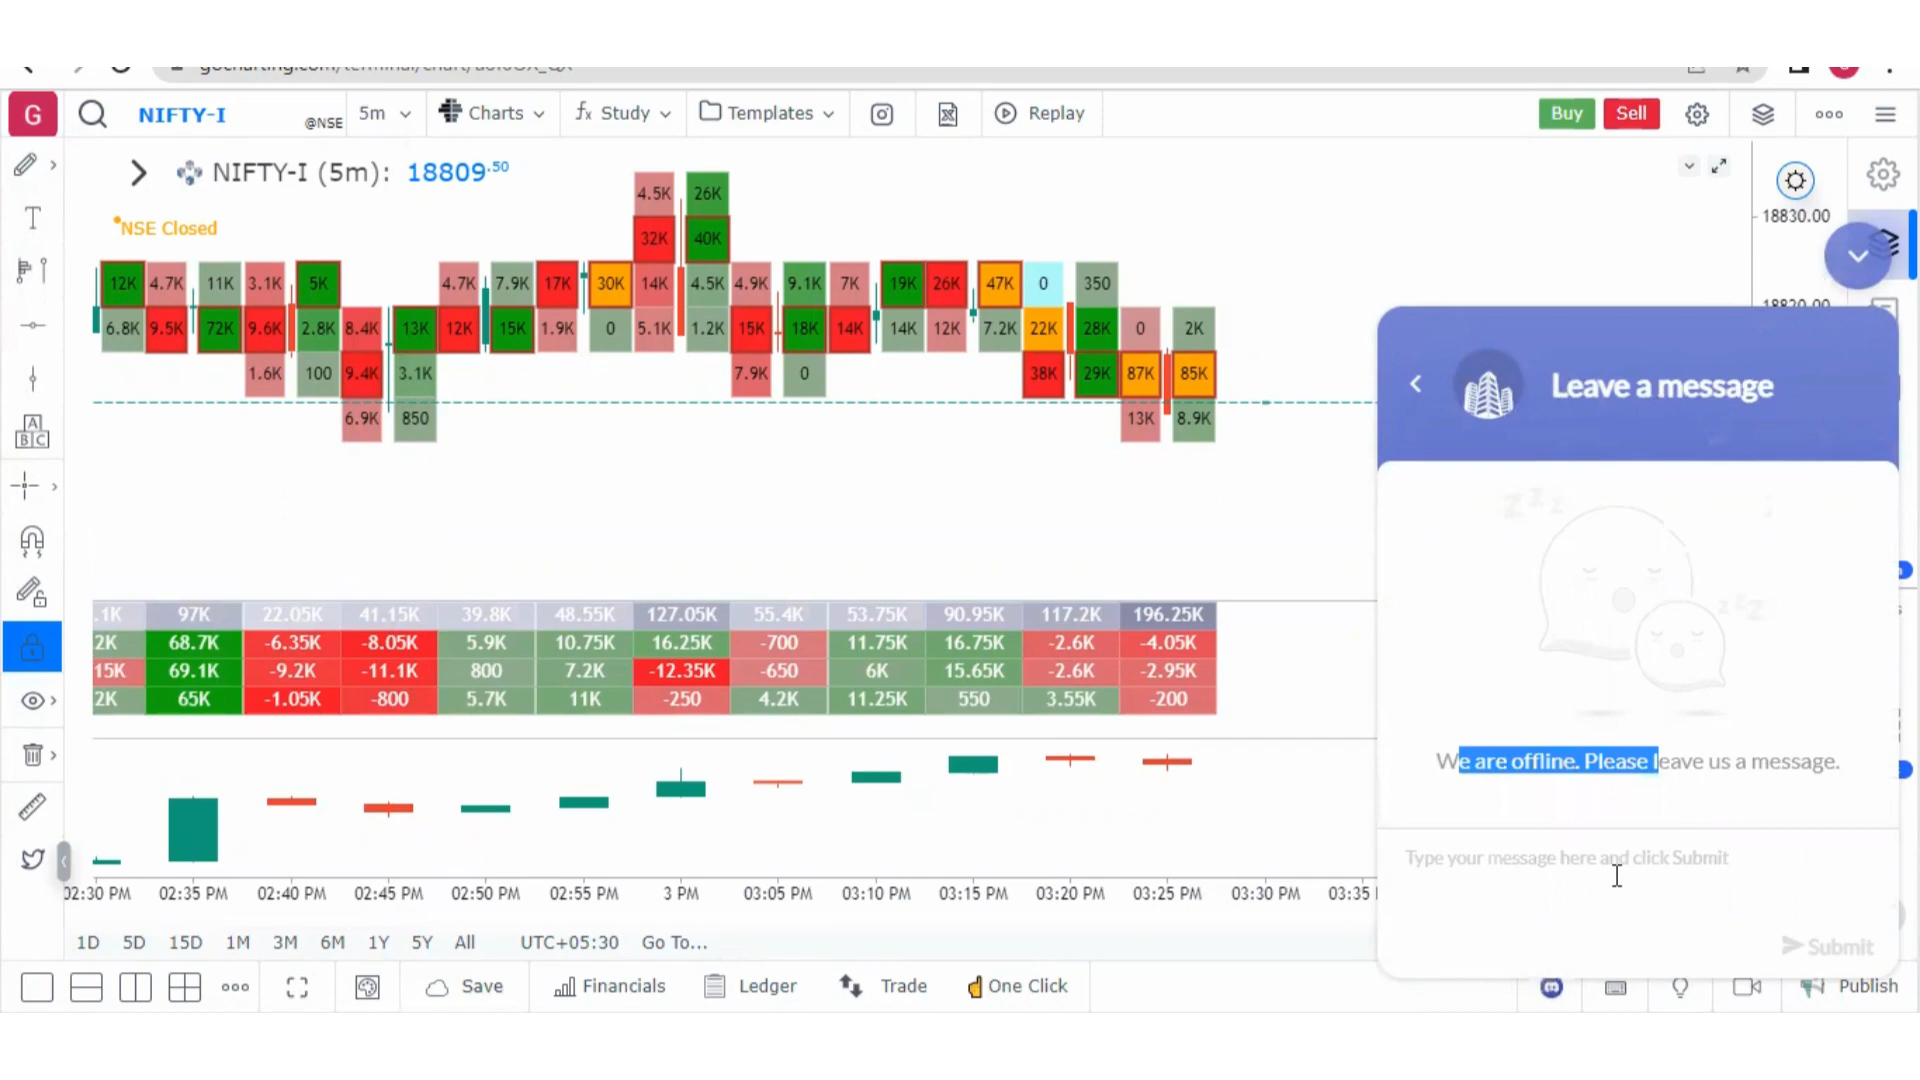 G
NIFTY-I
@NSE
5m
Charts
fx Study
Templates
Replay
Buy
Sell
NIFTY-I (5m): 18809.50
NSE Closed
18830.00
4.5K 26K
32K 40K
12K 4.7K 11K 3.1K 5K 4.7K 7.9K 17K 30K 14K 4.5K 4.9K 9.1K 7K 19K 26K 47K 0 350
6.8K 9.5K 72K 9.6K 2.8K 8.4K 13K 12K 15K 1.9K 0 5.1K 1.2K 15K 18K 14K 14K 12K 7.2K 22K 28K 0 2K
1.6K 100 9.4K 3.1K 7.9K 0 38K 29K 87K 85K
6.9K 850 13K 8.9K
.1K 97K 22.05K 41.15K 39.8K 48.55K 127.05K 55.4K 53.75K 90.95K 117.2K 196.25K
2K 68.7K -6.35K -8.05K 5.9K 10.75K 16.25K -700 11.75K 16.75K -2.6K -4.05K
15K 69.1K -9.2K -11.1K 800 7.2K -12.35K -650 6K 15.65K -2.6K -2.95K
2K 65K -1.05K -800 5.7K 11K -250 4.2K 11.25K 550 3.55K -200
02:30 PM 02:35 PM 02:40 PM 02:45 PM 02:50 PM 02:55 PM 3 PM 03:05 PM 03:10 PM 03:15 PM 03:20 PM 03:25 PM 03:30 PM 03:35
1D 5D 15D 1M 3M 6M 1Y 5Y All UTC+05:30 Go To...
Save
Financials
Ledger
Trade
One Click
Publish
T
A
B C
Leave a message
z z z
z z z
We are offline. Please leave us a message.
Type your message here and click Submit
Submit